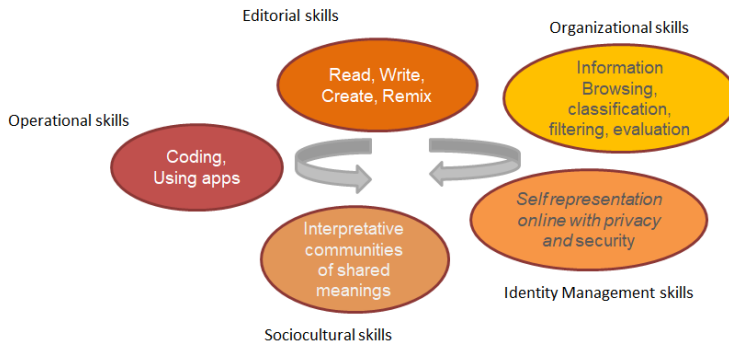 Editorial skills
Read, Write,
Create, Remix
Organizational skills
Information
Browsing,
classification,
filtering, evaluation
Operational skills
Coding,
Using apps
Self representation
online with privacy
and security
Identity Management skills
Interpretative
communities
of shared
meanings
Sociocultural skills